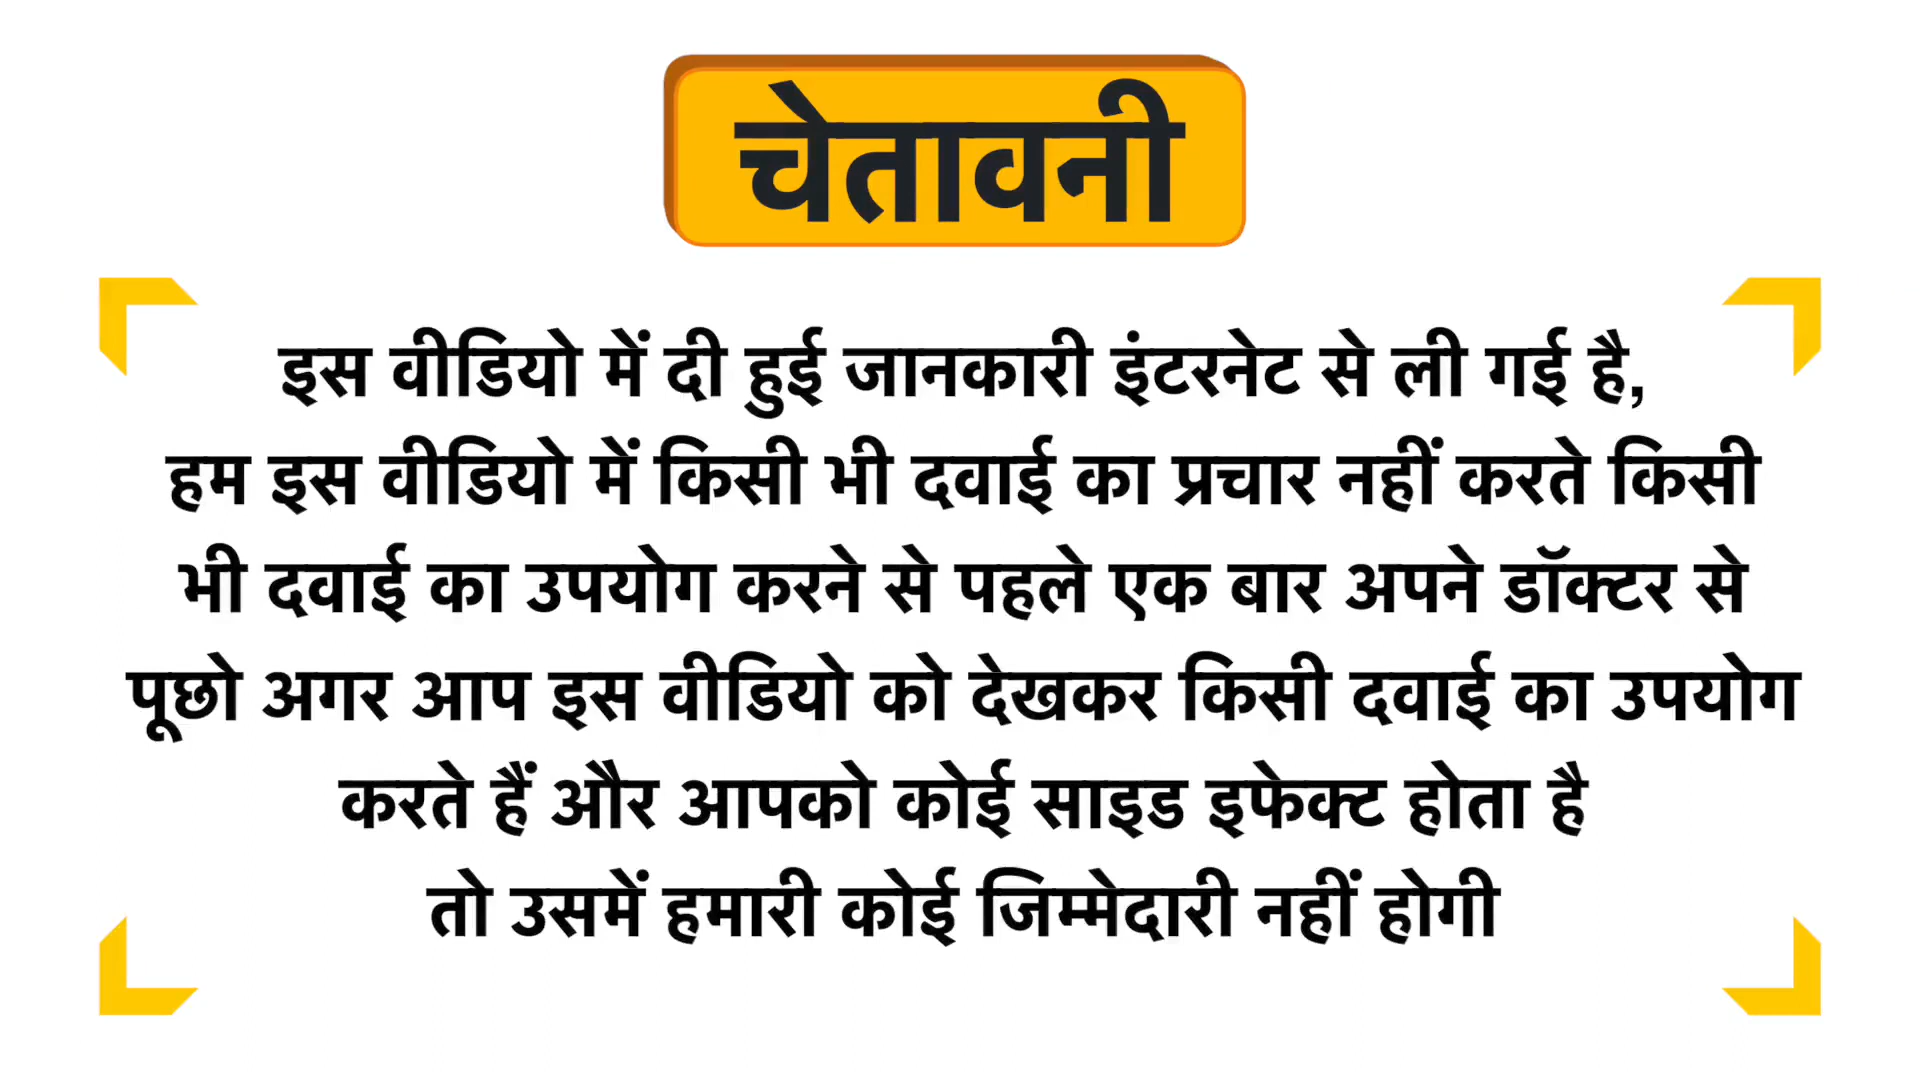 चेतावनी
इस वीडियो में दी हुई जानकारी इंटरनेट से ली गई है,
हम इस वीडियो में किसी भी दवाई का प्रचार नहीं करते किसी
भी दवाई का उपयोग करने से पहले एक बार अपने डॉक्टर से
पूछो अगर आप इस वीडियो को देखकर किसी दवाई का उपयोग
करते हैं और आपको कोई साइड इफेक्ट होता है
तो उसमें हमारी कोई जिम्मेदारी नहीं होगी